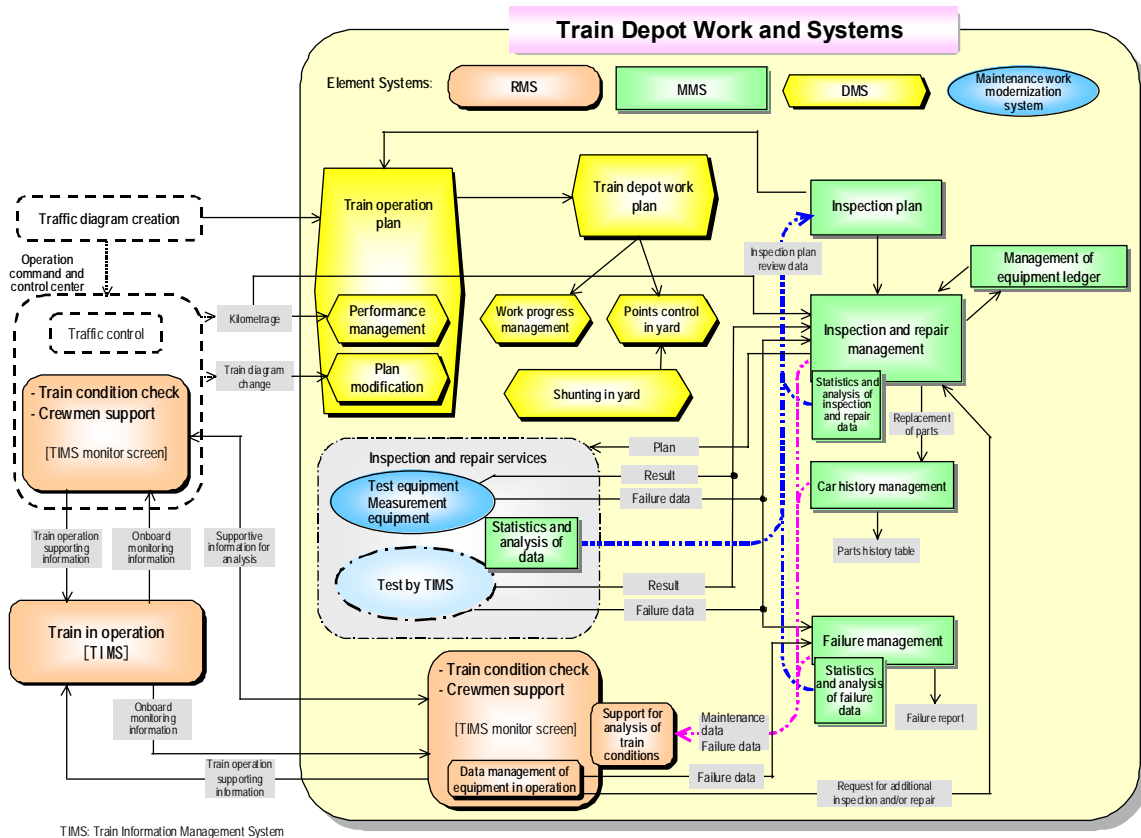 Train Depot Work and Systems
Element Systems:
RMS
MMS
DMS
Maintenance work
modernization
system
Traffic diagram creation
Operation
command and
control center
Traffic control
- Train condition check
- Crewmen support
[TIMS monitor screen]
Kilometrage
Train diagram
change
Train operation
plan
Performance
management
Plan
modification
Train depot work
plan
Work progress
management
Points control
in yard
Shunting in yard
Inspection plan
Inspection plan
review data
Management of
equipment ledger
Inspection and repair
management
Statistics and
analysis of
inspection
and repair
data
Replacement
of parts
Car history management
Parts history table
Inspection and repair services
Test equipment
Measurement
equipment
Statistics and
analysis of
data
Test by TIMS
Plan
Result
Failure data
Result
Failure data
Train operation
supporting
information
Onboard
monitoring
information
Supportive
information for
analysis
Train in operation
[TIMS]
Onboard
monitoring
information
Train operation
supporting
information
- Train condition check
- Crewmen support
[TIMS monitor screen]
Support for
analysis of
train
conditions
Data management of
equipment in operation
Maintenance
data
Failure data
Failure data
Failure management
Statistics
and analysis
of failure
data
Failure report
Request for additional
inspection and/or repair
TIMS: Train Information Management System